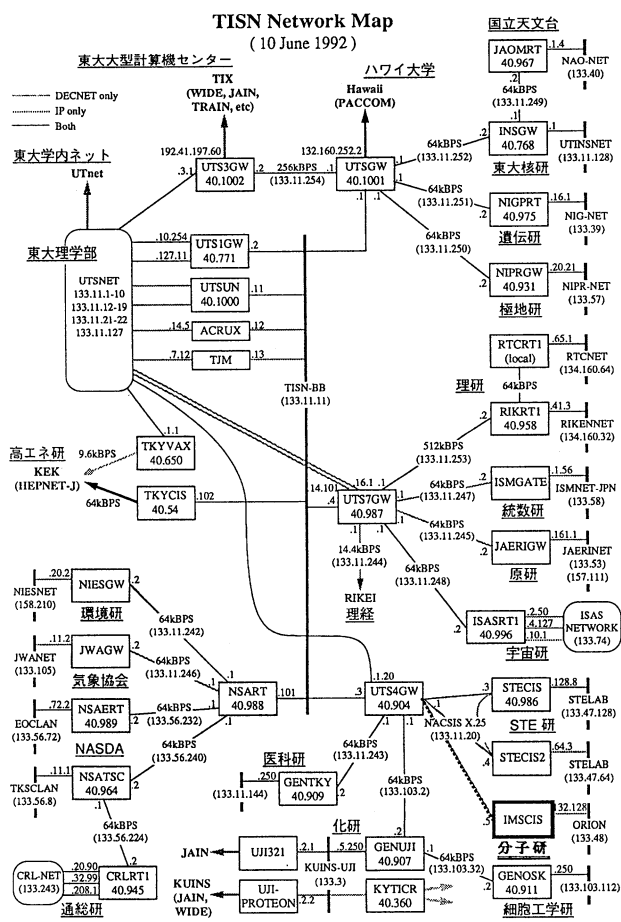 TISN Network Map
( 10 June 1992 )
国立天文台
東大大型計算機センター
TIX
(WIDE, JAIN,
TRAIN, etc)
ハワイ大学
Hawaii
(PACCOM)
DECNET only
IP only
Both
JAOMRT
40.967
.1.4
NAO-NET
(133.40)
.2
64kBPS
(133.11.249)
.1
192.41.197.60
UTS3GW
40.1002
.3.1
.2
256kBPS
(133.11.254)
.1
132.160.252.2
UTSGW
40.1001
.1
.1
.1
.1
64kBPS
(133.11.252)
.2
INSGW
40.768
.1
UTINSNET
(133.11.128)
東大核研
64kBPS
(133.11.251)
.2
NIGPRT
40.975
.16.1
NIG-NET
(133.39)
遺伝研
64kBPS
(133.11.250)
.2
NIPRGW
40.931
.20.21
NIPR-NET
(133.57)
極地研
東大学内ネット
UTnet
東大理学部
UTSNET
133.11.1-10
133.11.12-19
133.11.21-22
133.11.127
.10.254
.127.11
UTS1GW
40.771
.2
UTSUN
40.1000
.11
.14.5
ACRUX
.12
.7.12
TJM
.13
TISN-BB
(133.11.11)
RTCRT1
(local)
.65.1
RTCNET
(134.160.64)
64kBPS
理研
.2
RIKRT1
40.958
.41.3
RIKENNET
(134.160.32)
512kBPS
(133.11.253)
.1.1
高エネ研
KEK
(HEPNET-J)
9.6kBPS
TKYVAX
40.650
64kBPS
TKYCIS
40.54
.102
.14.10
.4
.16.1
.1
UTS7GW
40.987
.1
.1
.1
.1
64kBPS
(133.11.247)
.2
ISMGATE
.1.56
ISMNET-JPN
(133.58)
統数研
64kBPS
(133.11.245)
.2
JAERIGW
.161.1
JAERINET
(133.53)
(157.111)
原研
14.4kBPS
(133.11.244)
RIKEI
理経
64kBPS
(133.11.248)
.2
ISASRT1
40.996
.2.50
.4.127
.10.1
ISAS
NETWORK
(133.74)
宇宙研
.20.2
NIESNET
(158.210)
NIESGW
.2
環境研
64kBPS
(133.11.242)
.11.2
JWANET
(133.105)
JWAGW
.2
気象協会
64kBPS
(133.11.246)
.72.2
EOCLAN
(133.56.72)
NSAERT
40.989
.2
NASDA
64kBPS
(133.56.232)
.1
.1
.1
.1
NSART
40.988
.101
64kBPS
(133.56.240)
.11.1
TKSCLAN
(133.56.8)
NSATSC
40.964
.2
.1
64kBPS
(133.56.224)
.2
.20.90
.32.99
.208.1
CRL-NET
(133.243)
CRLRT1
40.945
通総研
.1.20
.3
UTS4GW
40.904
.1
.1
.1
NACSIS X.25
(133.11.20)
.3
STECIS
40.986
.128.8
STELAB
(133.47.128)
STE 研
.4
STECIS2
.64.3
STELAB
(133.47.64)
.5
IMSCIS
.132.128
ORION
(133.48)
分子研
医科研
.250
(133.11.144)
GENTKY
40.909
.2
64kBPS
(133.11.243)
64kBPS
(133.103.2)
.2
化研
JAIN
UJI321
.2.1
.5.250
KUINS-UJI
(133.3)
GENUJI
40.907
.1
64kBPS
(133.103.32)
.2
GENOSK
40.911
.250
(133.103.112)
細胞工学研
KUINS
(JAIN,
WIDE)
UJI-
PROTEON
.2.2
KYTICR
40.360